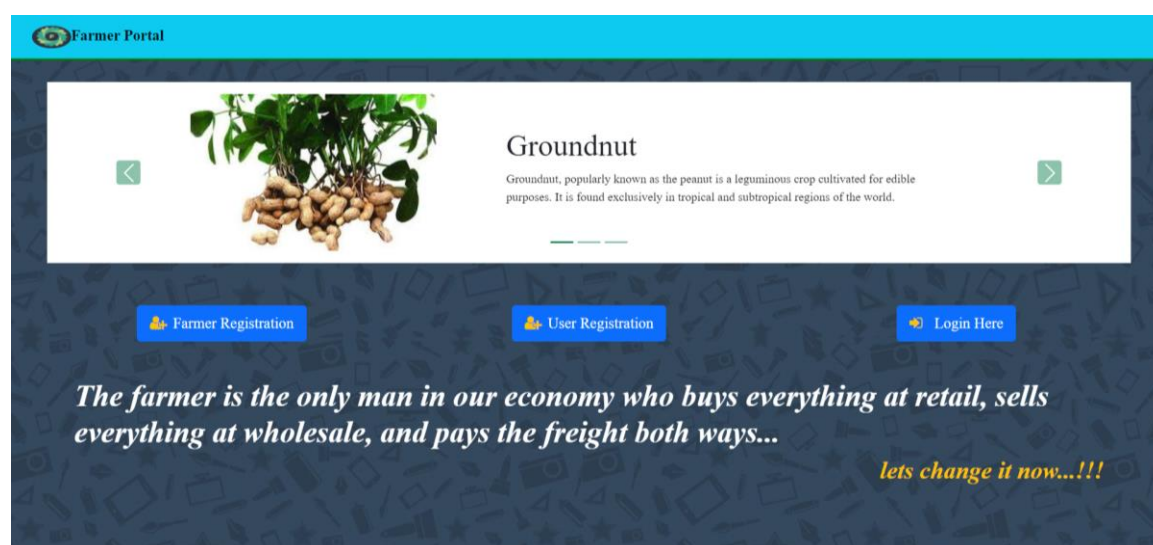 Farmer Portal
Groundnut
Groundnut, popularly known as the peanut is a leguminous crop cultivated for edible
purposes. It is found exclusively in tropical and subtropical regions of the world.
Farmer Registration
User Registration
Login Here
The farmer is the only man in our economy who buys everything at retail, sells
everything at wholesale, and pays the freight both ways...
lets change it now...!!!